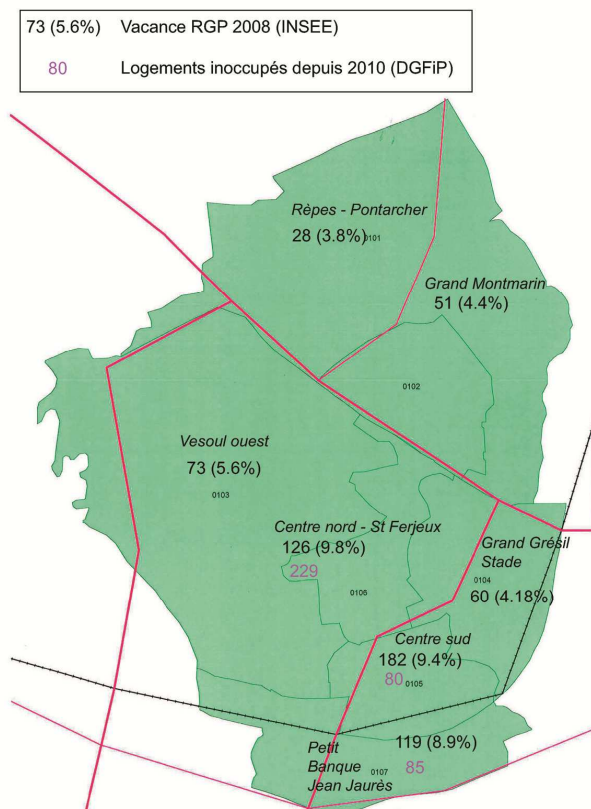 73 (5.6%) Vacance RGP 2008 (INSEE)
80 Logements inoccupés depuis 2010 (DGFiP)
Rèpes - Pontarcher
28 (3.8%) 0101
Grand Montmarin
51 (4.4%)
0102
Vesoul ouest
73 (5.6%)
0103
Centre nord - St Ferjeux
126 (9.8%)
229
0106
Grand Grésil
Stade
0104
60 (4.18%)
Centre sud
182 (9.4%)
80 0105
119 (8.9%)
Petit
Banque
Jean Jaurès
0107
85